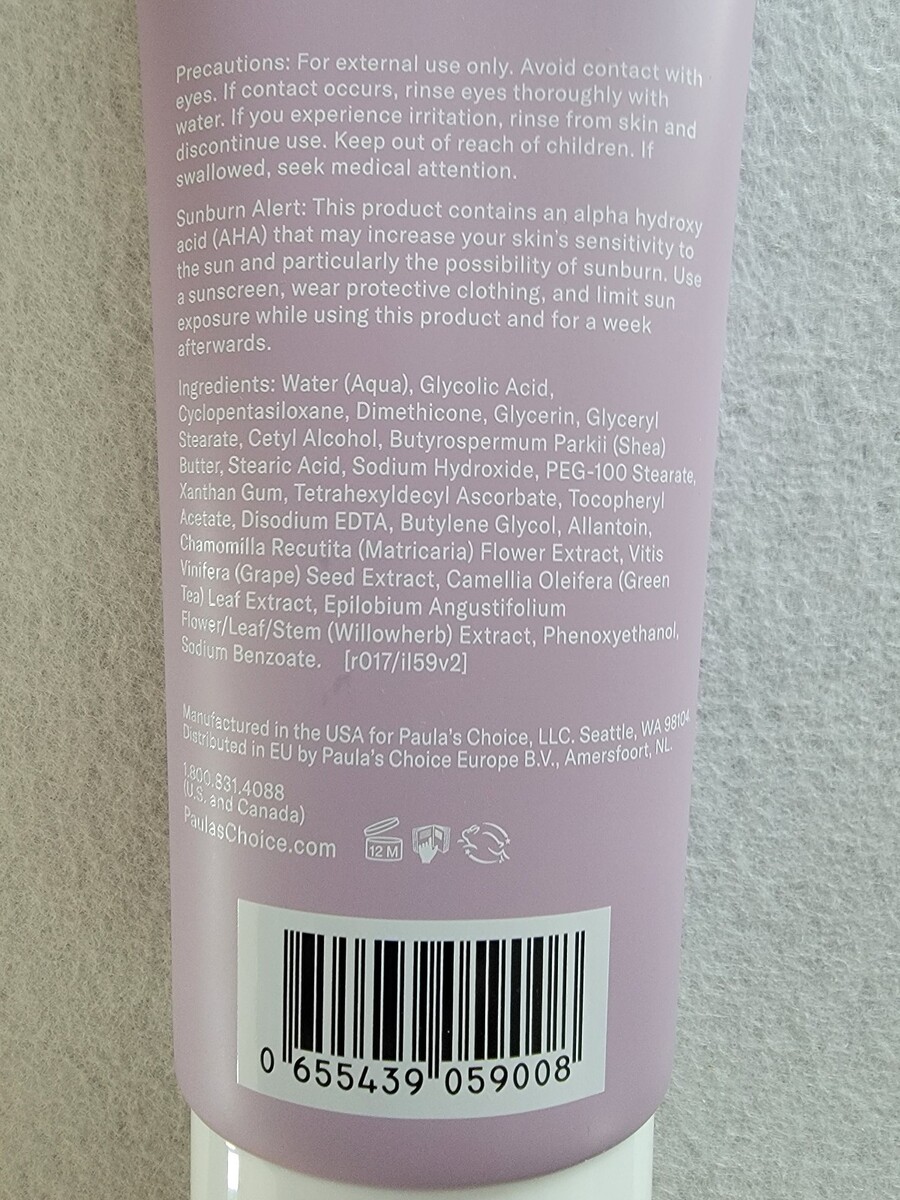 Precautions: For external use only. Avoid contact with
eyes. If contact occurs, rinse eyes thoroughly with
water. If you experience irritation, rinse from skin and
discontinue use. Keep out of reach of children. If
swallowed, seek medical attention.
Sunburn Alert: This product contains an alpha hydroxy
acid (AHA) that may increase your skin's sensitivity to
the sun and particularly the possibility of sunburn. Use
a sunscreen, wear protective clothing, and limit sun
exposure while using this product and for a week
afterwards.
Ingredients: Water (Aqua), Glycolic Acid,
Cyclopentasiloxane, Dimethicone, Glycerin, Glyceryl
Stearate, Cetyl Alcohol, Butyrospermum Parkii (Shea)
Butter, Stearic Acid, Sodium Hydroxide, PEG-100 Stearate,
Xanthan Gum, Tetrahexyldecyl Ascorbate, Tocopheryl
Acetate, Disodium EDTA, Butylene Glycol, Allantoin,
Chamomilla Recutita (Matricaria) Flower Extract, Vitis
Vinifera (Grape) Seed Extract, Camellia Oleifera (Green
Tea) Leaf Extract, Epilobium Angustifolium
Flower/Leaf/Stem (Willowherb) Extract, Phenoxyethanol,
Sodium Benzoate. [r017/il59v2]
Manufactured in the USA for Paula's Choice, LLC. Seattle, WA 98104
Distributed in EU by Paula's Choice Europe B.V., Amersfoort, NL.
1.800.831.4088
(U.S. and Canada)
PaulasChoice.com
12 M
0 655439 059008